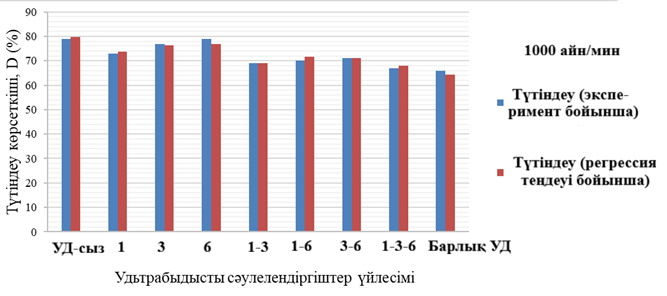 90
80
70
60
50
40
30
20
10
0
Түтіндеу көрсеткіші, D (%)
УД-сыз 1 3 6 1-3 1-6 3-6 1-3-6 Барлық УД
Удьтрабыдысты сәулелендіргіштер үйлесімі
1000 айн/мин
Түтіндеу (экспе-
римент бойынша)
Түтіндеу (регрессия
теңдеуі бойынша)